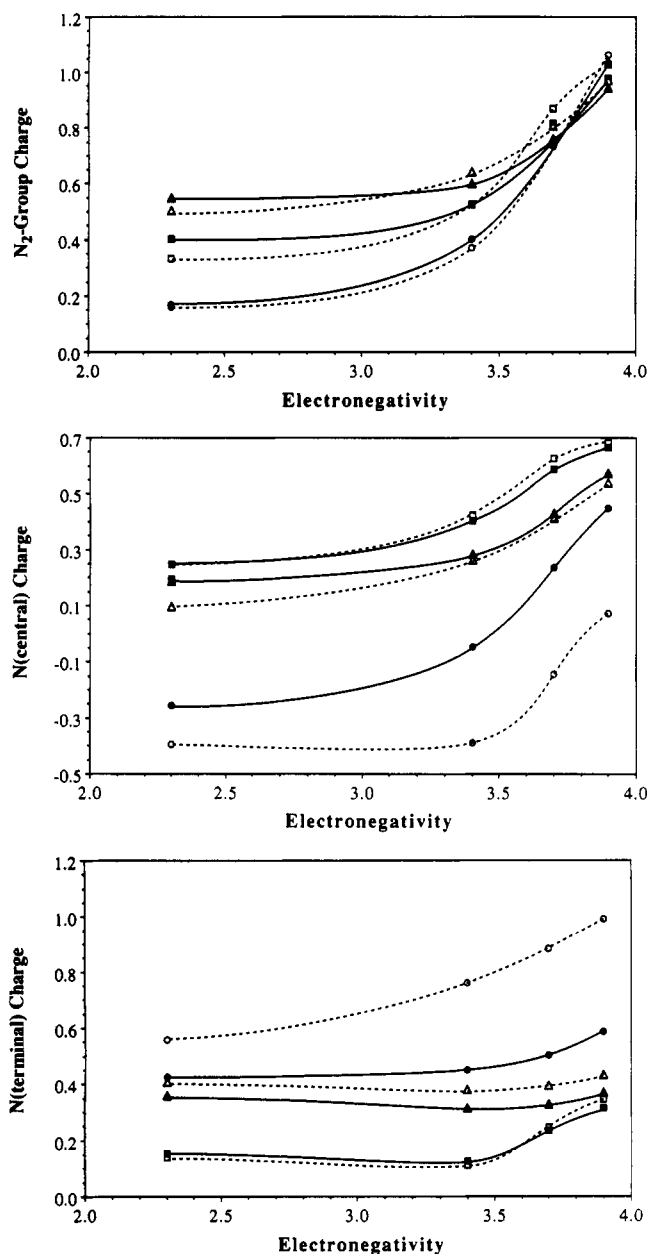 N₂-Group Charge
1.2
1.0
0.8
0.6
0.4
0.2
0.0
2.0 2.5 3.0 3.5 4.0
Electronegativity
N(central) Charge
0.7
0.5
0.3
0.1
-0.1
-0.3
-0.5
2.0 2.5 3.0 3.5 4.0
Electronegativity
N(terminal) Charge
1.2
1.0
0.8
0.6
0.4
0.2
0.0
2.0 2.5 3.0 3.5 4.0
Electronegativity